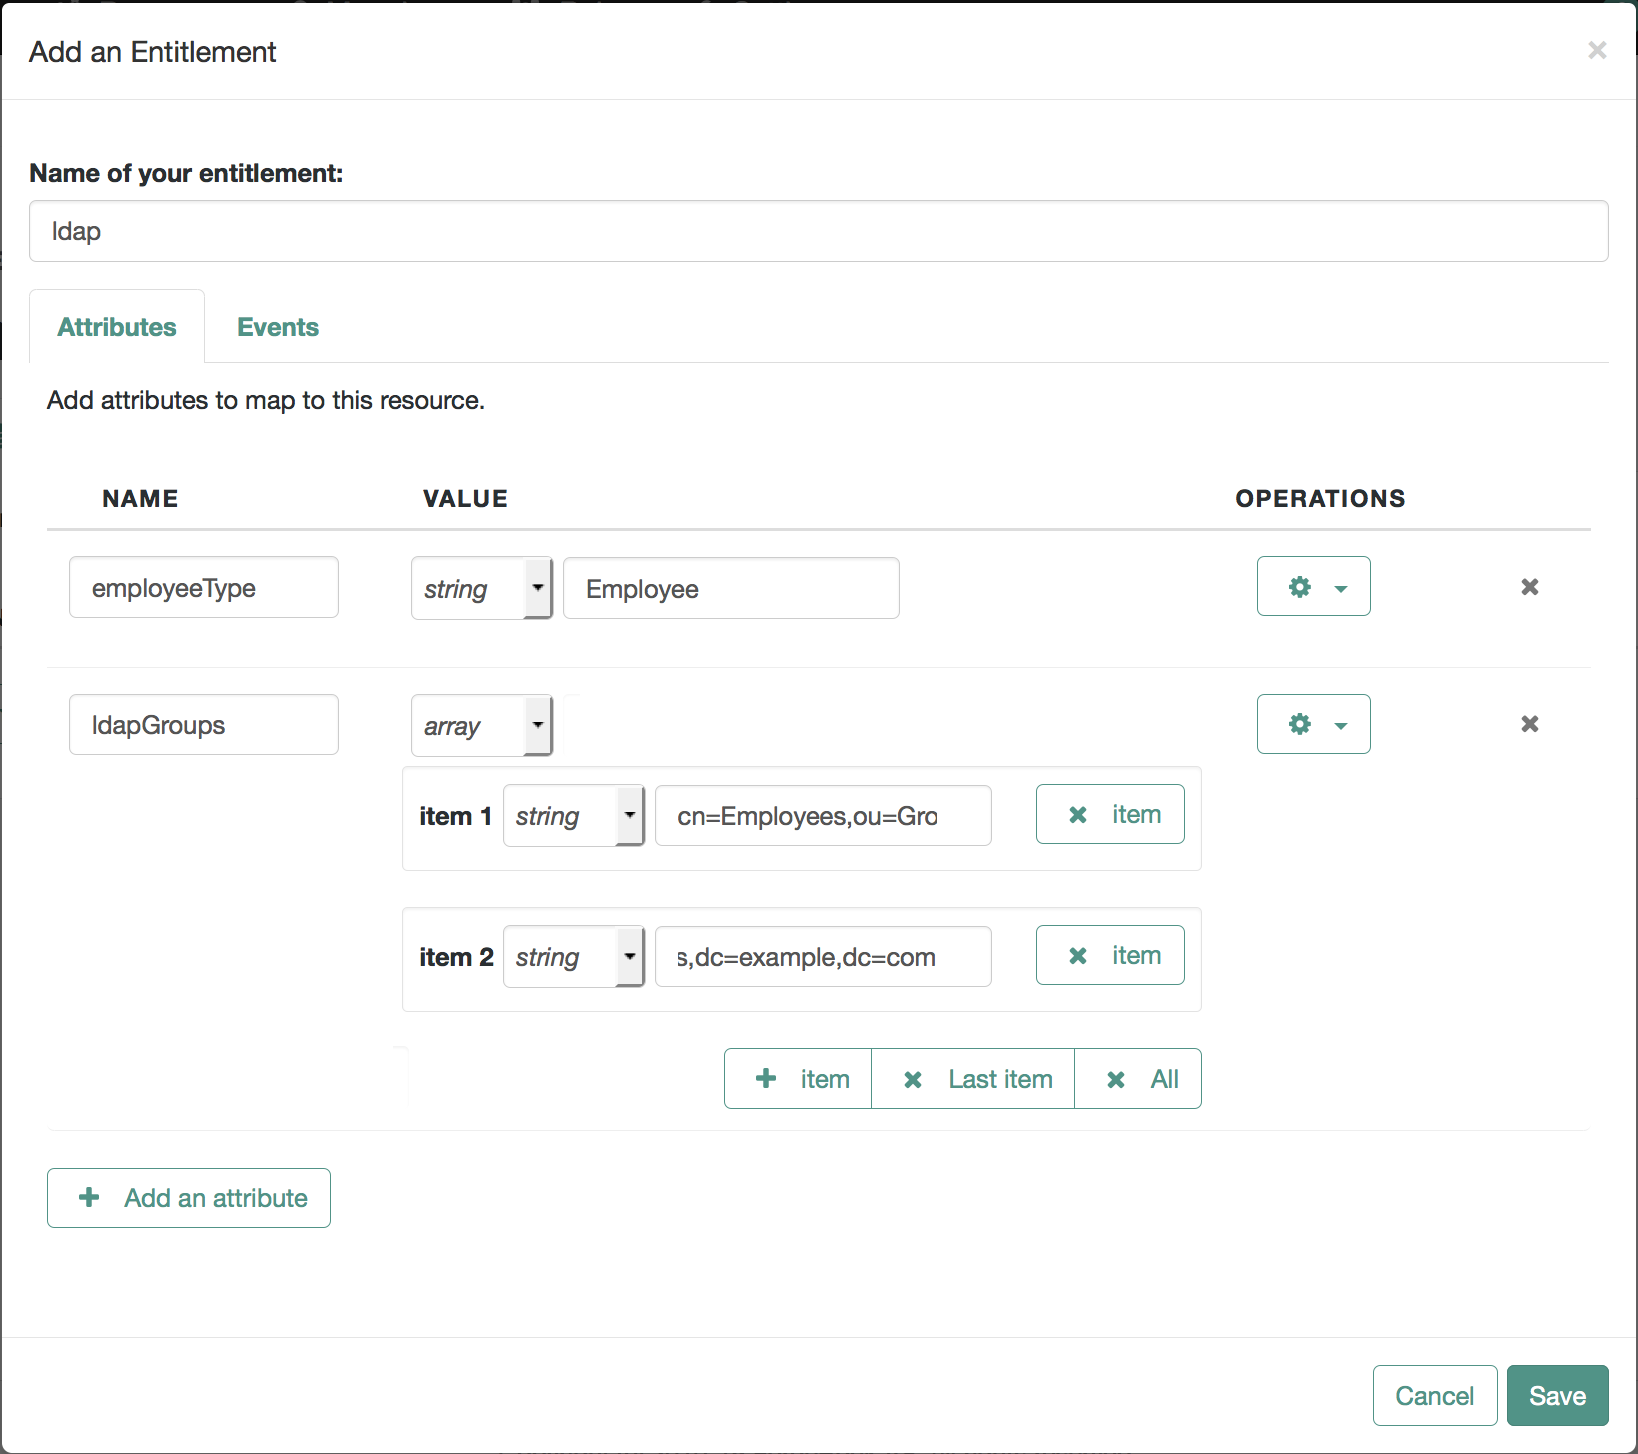 Add an Entitlement
Name of your entitlement:
ldap
Attributes Events
Add attributes to map to this resource.
NAME VALUE OPERATIONS
employeeType string Employee
ldapGroups array
item 1 string cn=Employees,ou=Gro item
item 2 string s,dc=example,dc=com item
item Last item All
Add an attribute
Cancel Save